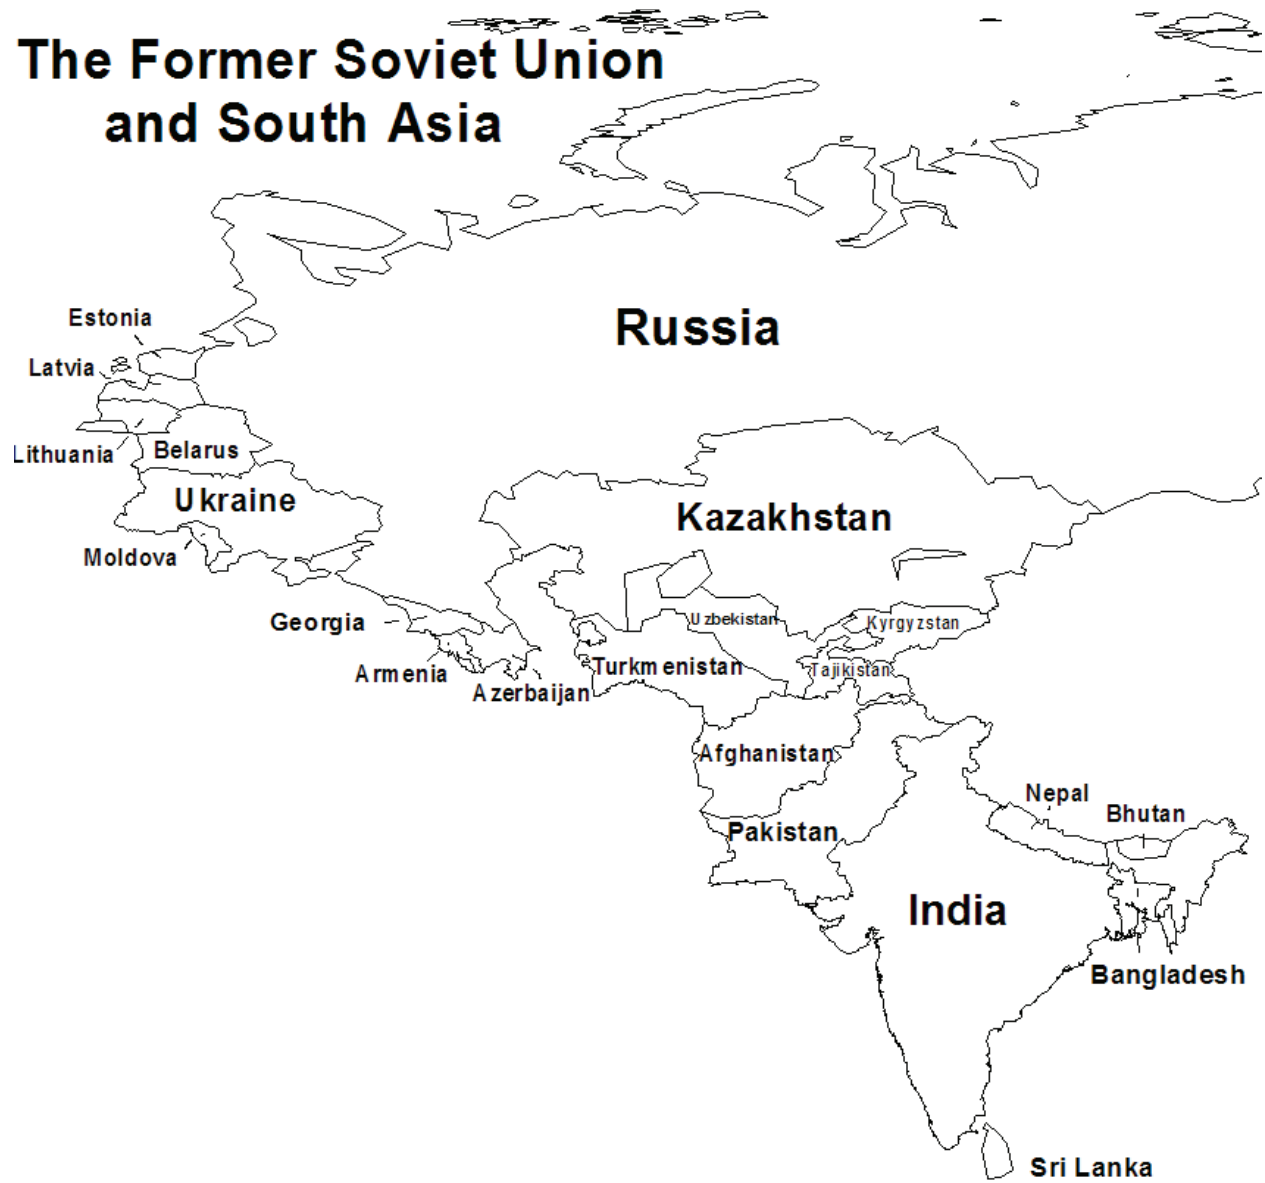 The Former Soviet Union
and South Asia
Estonia
Russia
Latvia
Lithuania
Belarus
Ukraine
Kazakhstan
Moldova
Georgia
Uzbekistan
Kyrgyzstan
Armenia
Turkmenistan
Tajikistan
Azerbaijan
Afghanistan
Nepal
Bhutan
Pakistan
India
Bangladesh
Sri Lanka